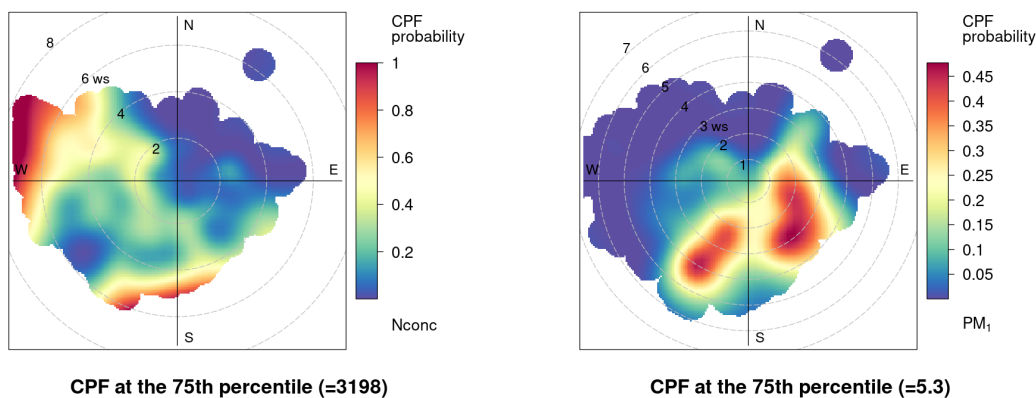 CPF
probability
N
8
6 ws
4
2
W
E
S
1
0.8
0.6
0.4
0.2
Nconc
CPF at the 75th percentile (=3198)
CPF
probability
N
7
6
5
4
3 ws
2
1
W
E
S
0.45
0.4
0.35
0.3
0.25
0.2
0.15
0.1
0.05
PM₁
CPF at the 75th percentile (=5.3)